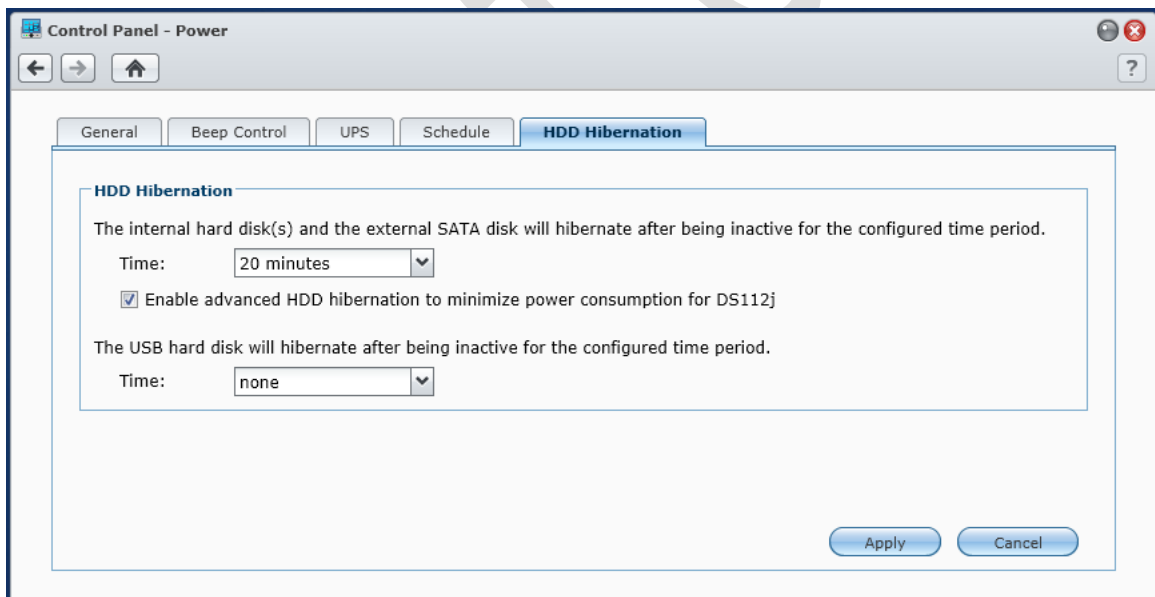 Control Panel - Power
?
General Beep Control UPS Schedule HDD Hibernation
HDD Hibernation
The internal hard disk(s) and the external SATA disk will hibernate after being inactive for the configured time period.
Time: 20 minutes
Enable advanced HDD hibernation to minimize power consumption for DS112j
The USB hard disk will hibernate after being inactive for the configured time period.
Time: none
Apply Cancel